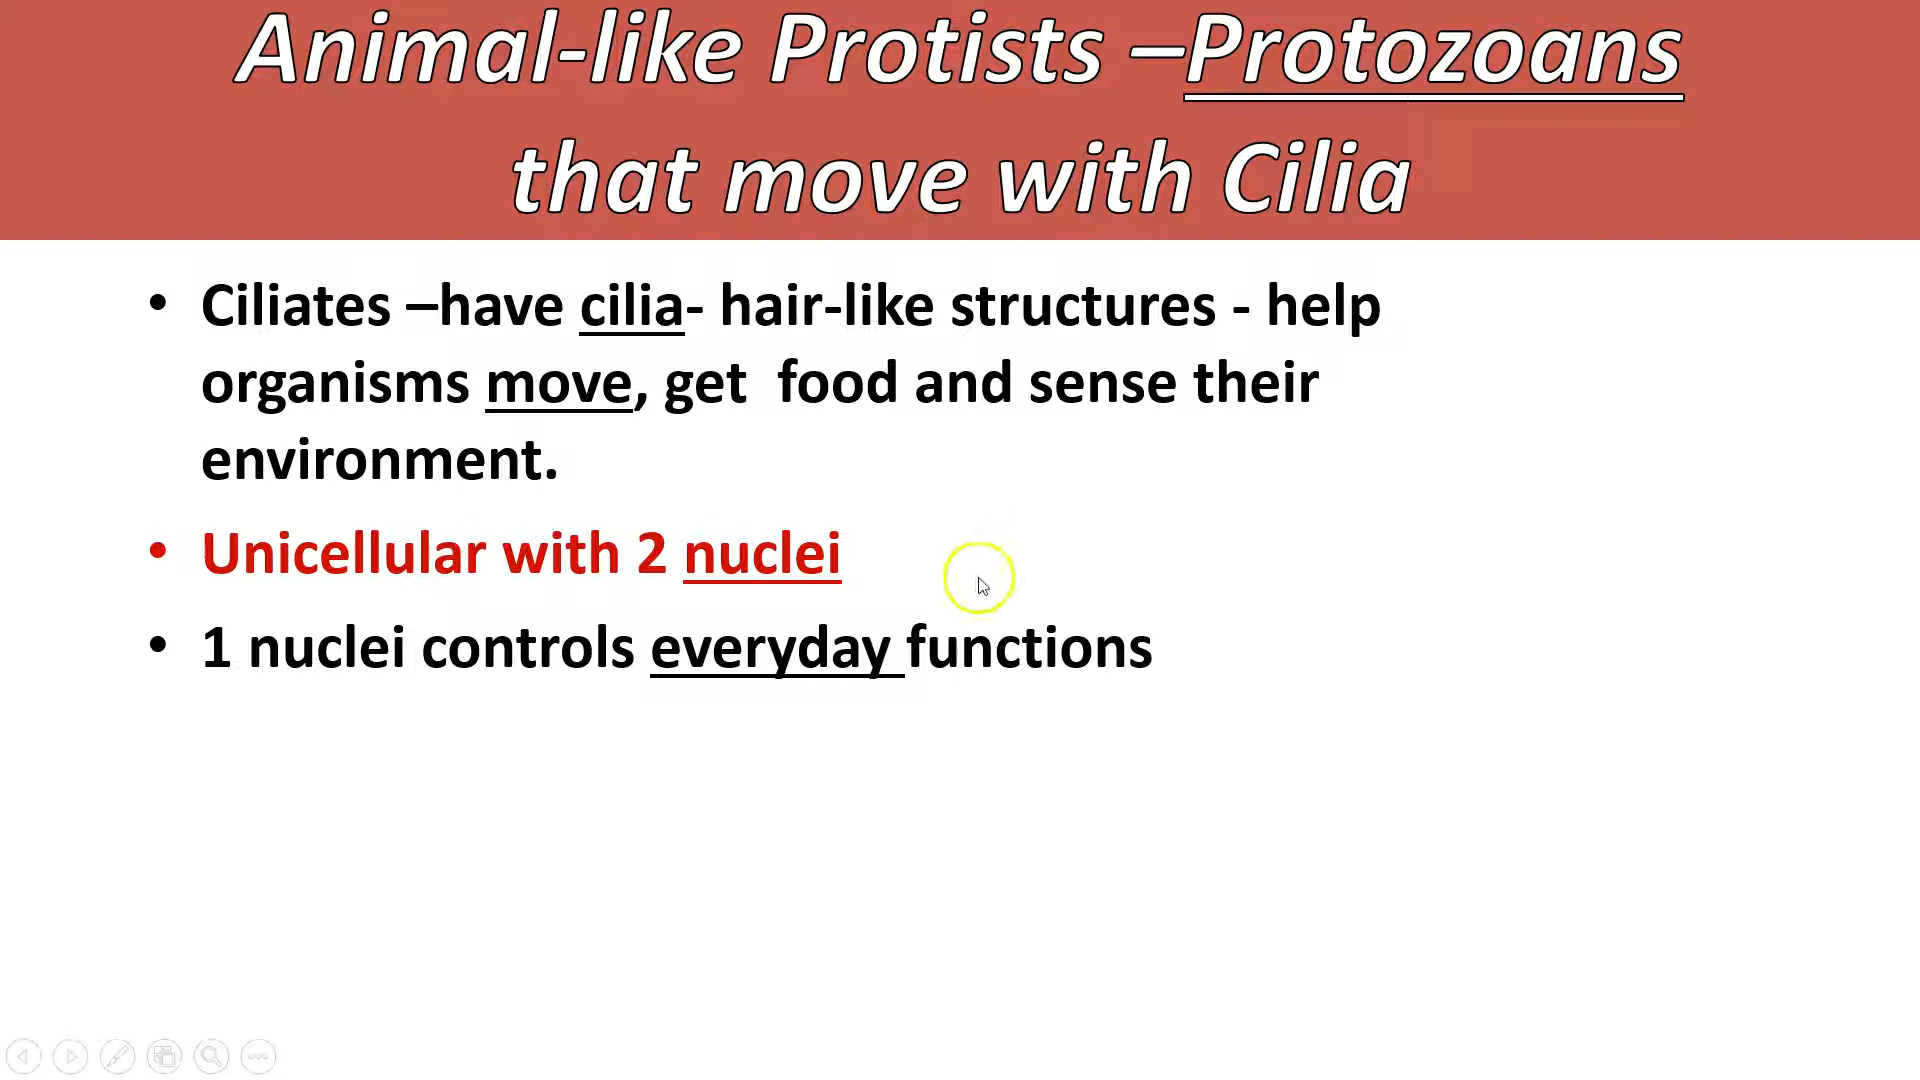 Animal-like Protists –Protozoans
that move with Cilia
• Ciliates –have cilia- hair-like structures - help
organisms move, get  food and sense their
environment.
• Unicellular with 2 nuclei
• 1 nuclei controls everyday functions